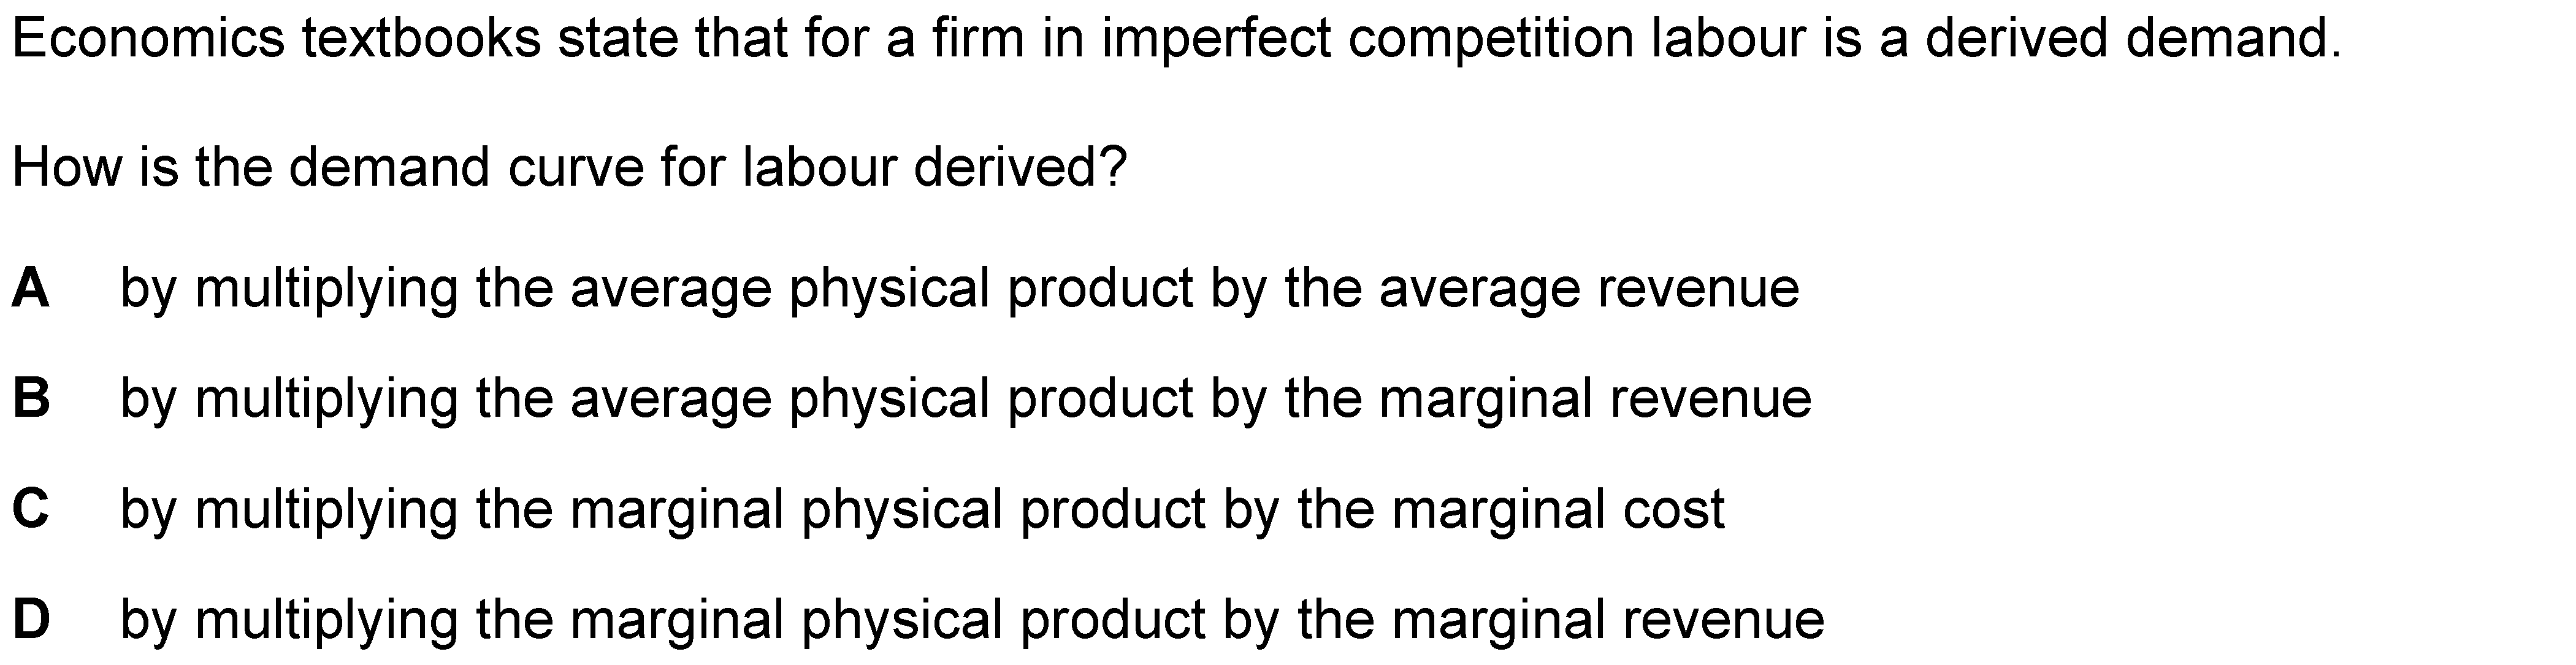 Economics textbooks state that for a firm in imperfect competition labour is a derived demand.
How is the demand curve for labour derived?
A by multiplying the average physical product by the average revenue
B by multiplying the average physical product by the marginal revenue
C by multiplying the marginal physical product by the marginal cost
D by multiplying the marginal physical product by the marginal revenue